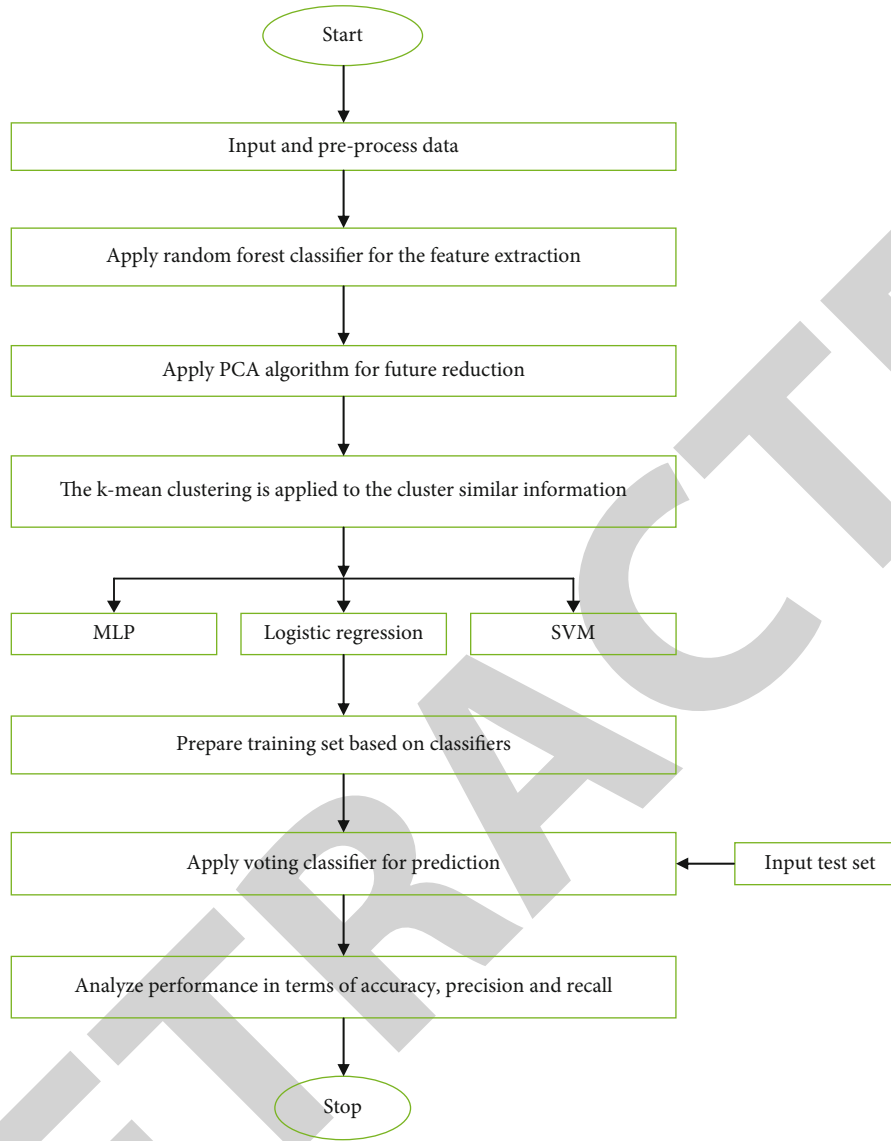 Start
Input and pre-process data
Apply random forest classifier for the feature extraction
Apply PCA algorithm for future reduction
The k-mean clustering is applied to the cluster similar information
MLP
Logistic regression
SVM
Prepare training set based on classifiers
Apply voting classifier for prediction
Input test set
Analyze performance in terms of accuracy, precision and recall
Stop